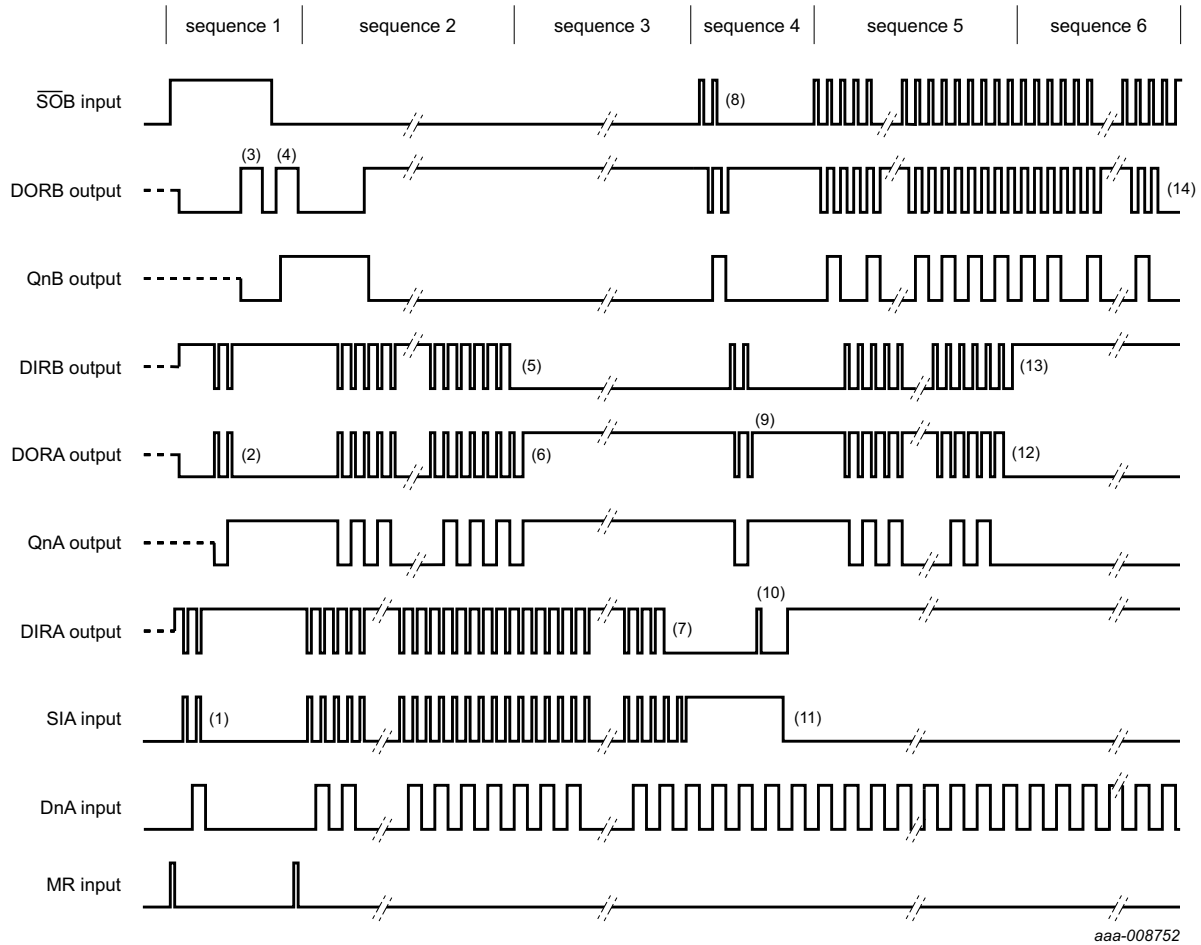 sequence 1 sequence 2 sequence 3 sequence 4 sequence 5 sequence 6
S̅O̅B input (8)
(3) (4)
DORB output (14)
QnB output
DIRB output (5) (13)
(9)
DORA output (2) (6) (12)
QnA output
(10)
DIRA output (7)
SIA input (1) (11)
DnA input
MR input
aaa-008752